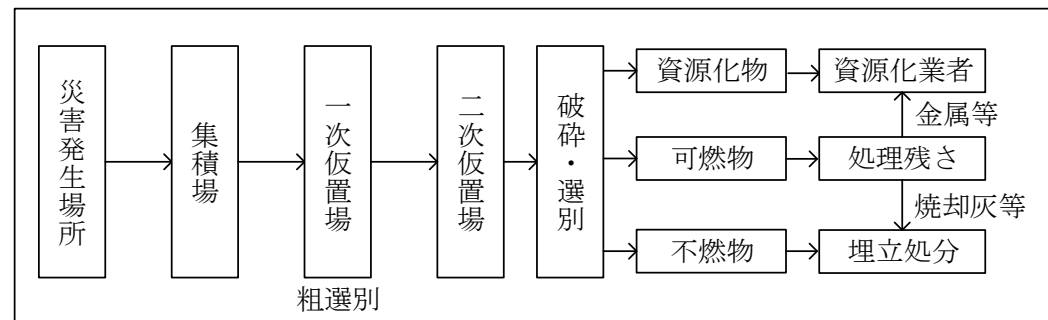 災害発生場所
集積場
一次仮置場
粗選別
二次仮置場
破砕・選別
資源化物
資源化業者
金属等
可燃物
処理残さ
焼却灰等
不燃物
埋立処分